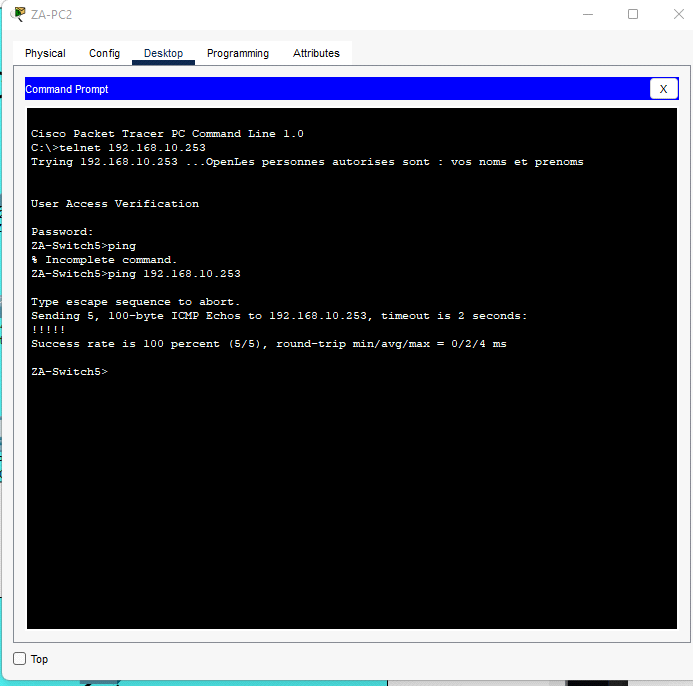 ZA-PC2
Physical Config Desktop Programming Attributes
Command Prompt X
Cisco Packet Tracer PC Command Line 1.0
C:\>telnet 192.168.10.253
Trying 192.168.10.253 ...OpenLes personnes autorises sont : vos noms et prenoms
User Access Verification
Password:
ZA-Switch5>ping
% Incomplete command.
ZA-Switch5>ping 192.168.10.253
Type escape sequence to abort.
Sending 5, 100-byte ICMP Echos to 192.168.10.253, timeout is 2 seconds:
!!!!!
Success rate is 100 percent (5/5), round-trip min/avg/max = 0/2/4 ms
ZA-Switch5>
Top